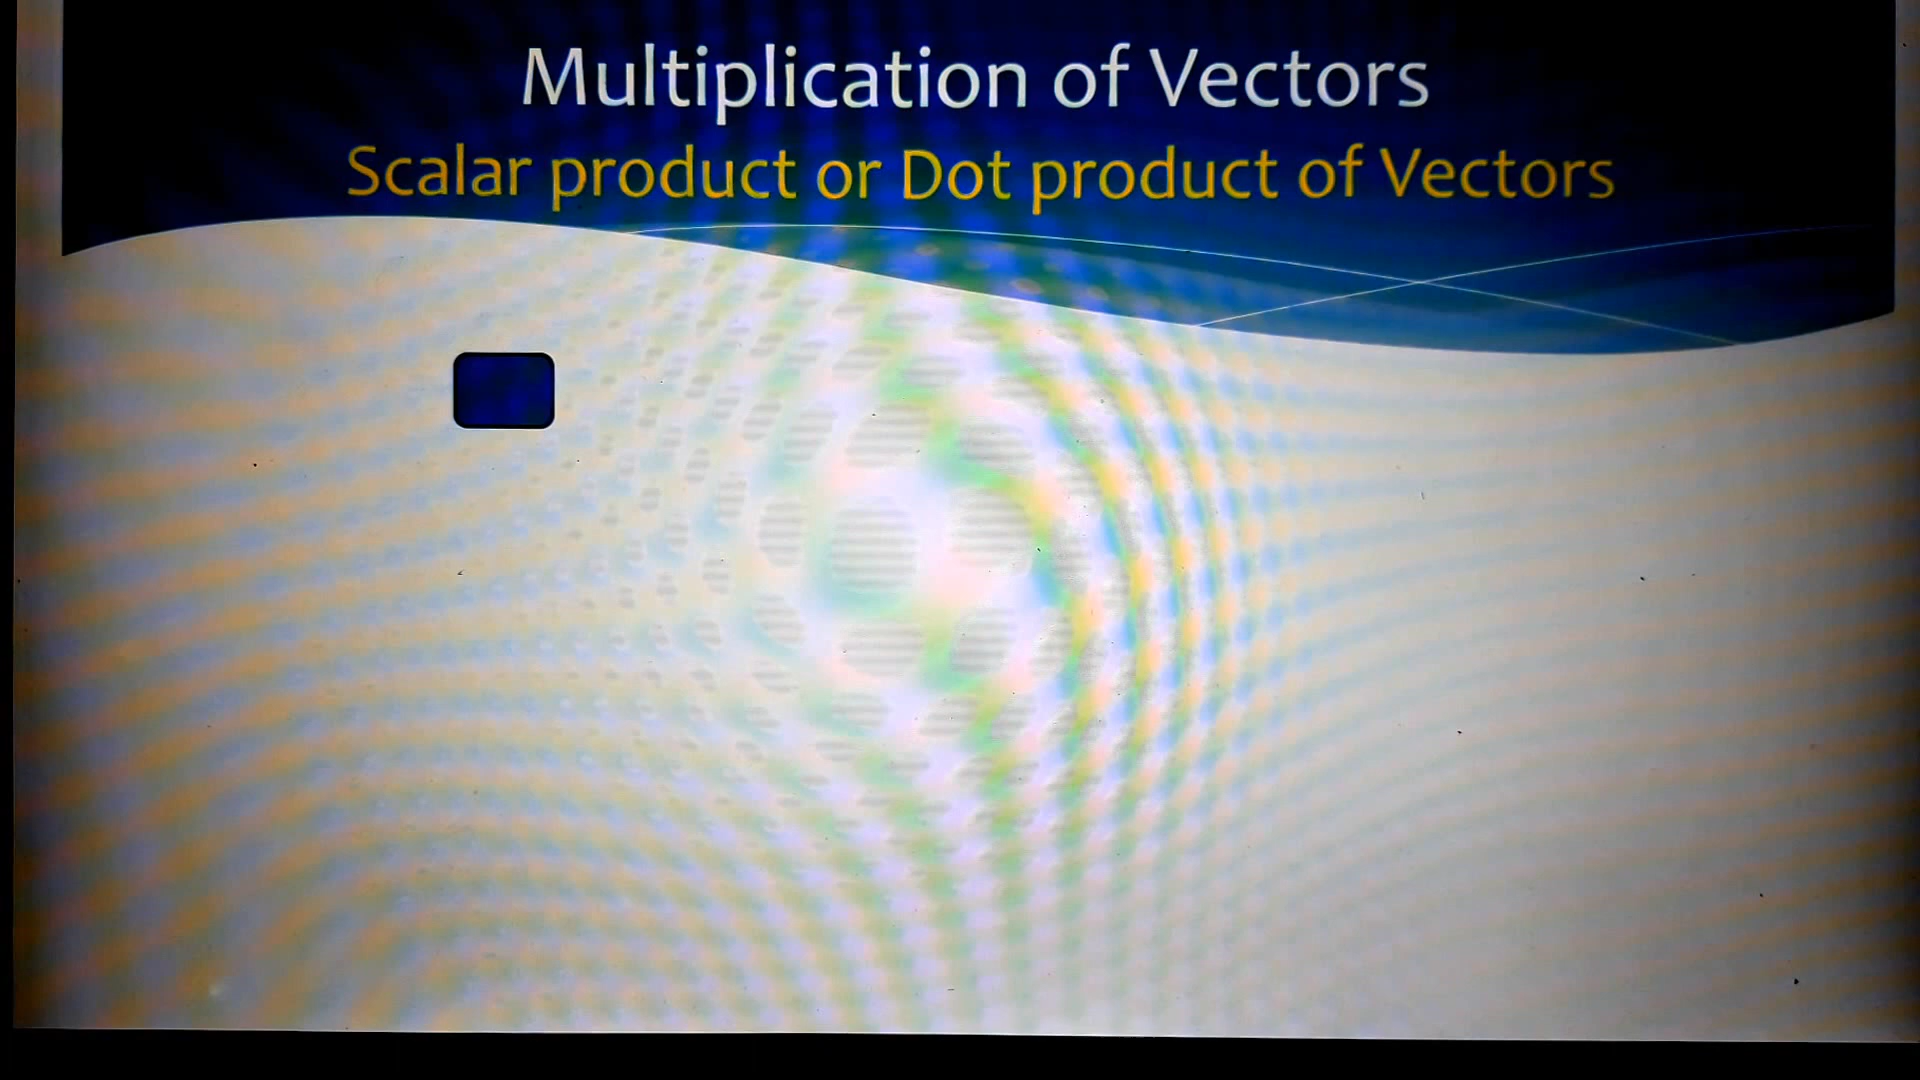 Multiplication of Vectors
Scalar product or Dot product of Vectors